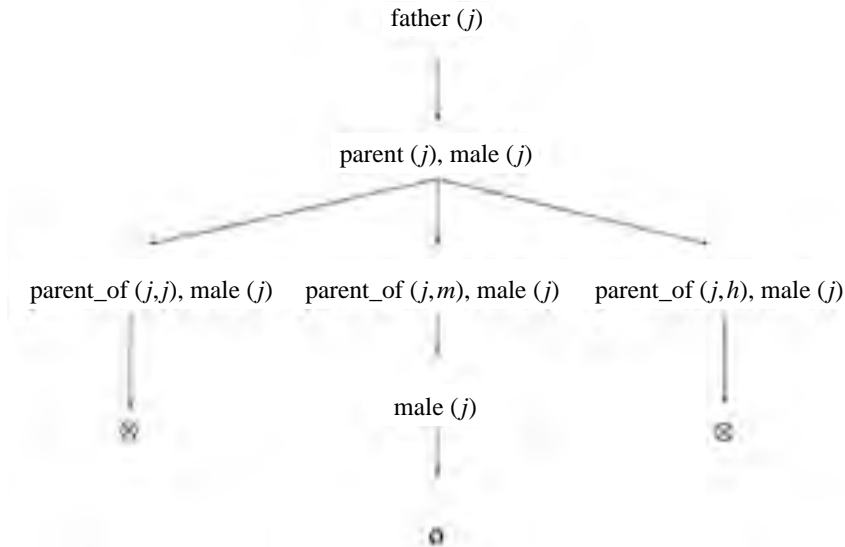 father (j)
parent (j), male (j)
parent_of (j,j), male (j) parent_of (j,m), male (j) parent_of (j,h), male (j)
male (j)